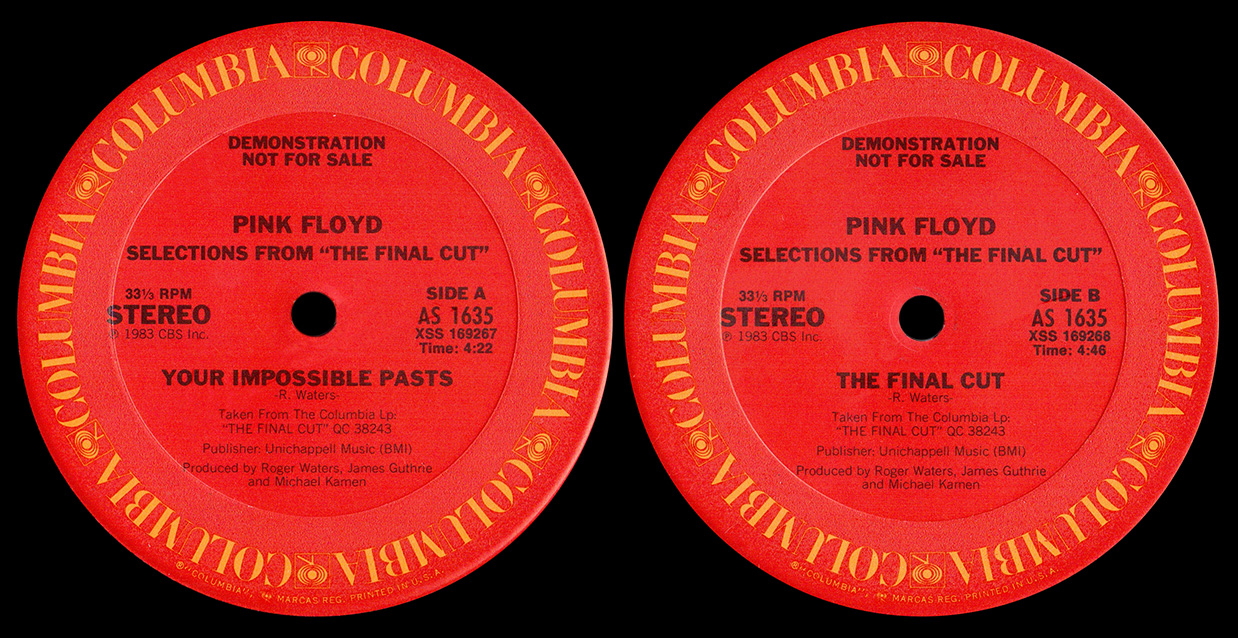 COLUMBIA COLUMBIA COLUMBIA COLUMBIA COLUMBIA COLUMBIA
DEMONSTRATION
NOT FOR SALE
PINK FLOYD
SELECTIONS FROM “THE FINAL CUT”
33⅓ RPM
STEREO
℗ 1983 CBS Inc.
SIDE A
AS 1635
XSS 169267
Time: 4:22
YOUR IMPOSSIBLE PASTS
-R. Waters-
Taken From The Columbia Lp:
“THE FINAL CUT” QC 38243
Publisher: Unichappell Music (BMI)
Produced by Roger Waters, James Guthrie
and Michael Kamen
® “COLUMBIA”, MARCAS REG. PRINTED IN U.S.A.
COLUMBIA COLUMBIA COLUMBIA COLUMBIA COLUMBIA COLUMBIA
DEMONSTRATION
NOT FOR SALE
PINK FLOYD
SELECTIONS FROM “THE FINAL CUT”
33⅓ RPM
STEREO
℗ 1983 CBS Inc.
SIDE B
AS 1635
XSS 169268
Time: 4:46
THE FINAL CUT
-R. Waters-
Taken From The Columbia Lp:
“THE FINAL CUT” QC 38243
Publisher: Unichappell Music (BMI)
Produced by Roger Waters, James Guthrie
and Michael Kamen
® “COLUMBIA”, MARCAS REG. PRINTED IN U.S.A.